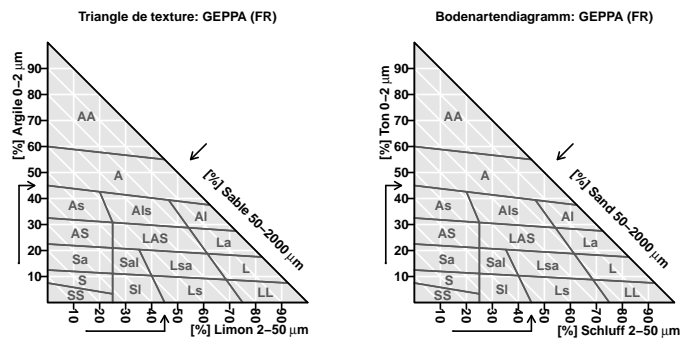 Triangle de texture: GEPPA (FR)
90
80
70
60
50
40
30
20
10
[%] Argile 0–2 μm
[%] Sable 50–2000 μm
AA
A
As
Als
Al
AS
LAS
La
Sa
Sal
Lsa
L
S
SS
Sl
Ls
LL
10
20
30
40
50
60
70
80
90
[%] Limon 2–50 μm
Bodenartendiagramm: GEPPA (FR)
90
80
70
60
50
40
30
20
10
[%] Ton 0–2 μm
[%] Sand 50–2000 μm
AA
A
As
Als
Al
AS
LAS
La
Sa
Sal
Lsa
L
S
SS
Sl
Ls
LL
10
20
30
40
50
60
70
80
90
[%] Schluff 2–50 μm